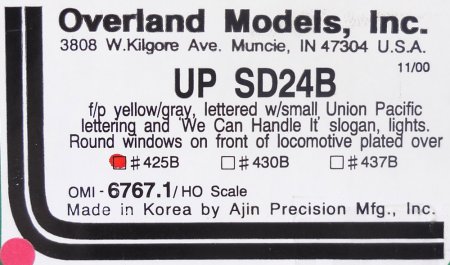 Overland Models, Inc.
3808 W.Kilgore Ave. Muncie, IN 47304 U.S.A.
11/00
UP SD24B
f/p yellow/gray, lettered w/small Union Pacific
lettering and 'We Can Handle It' slogan, lights.
Round windows on front of locomotive plated over
#425B #430B #437B
OMI - 6767.1/ HO Scale
Made in Korea by Ajin Precision Mfg., Inc.